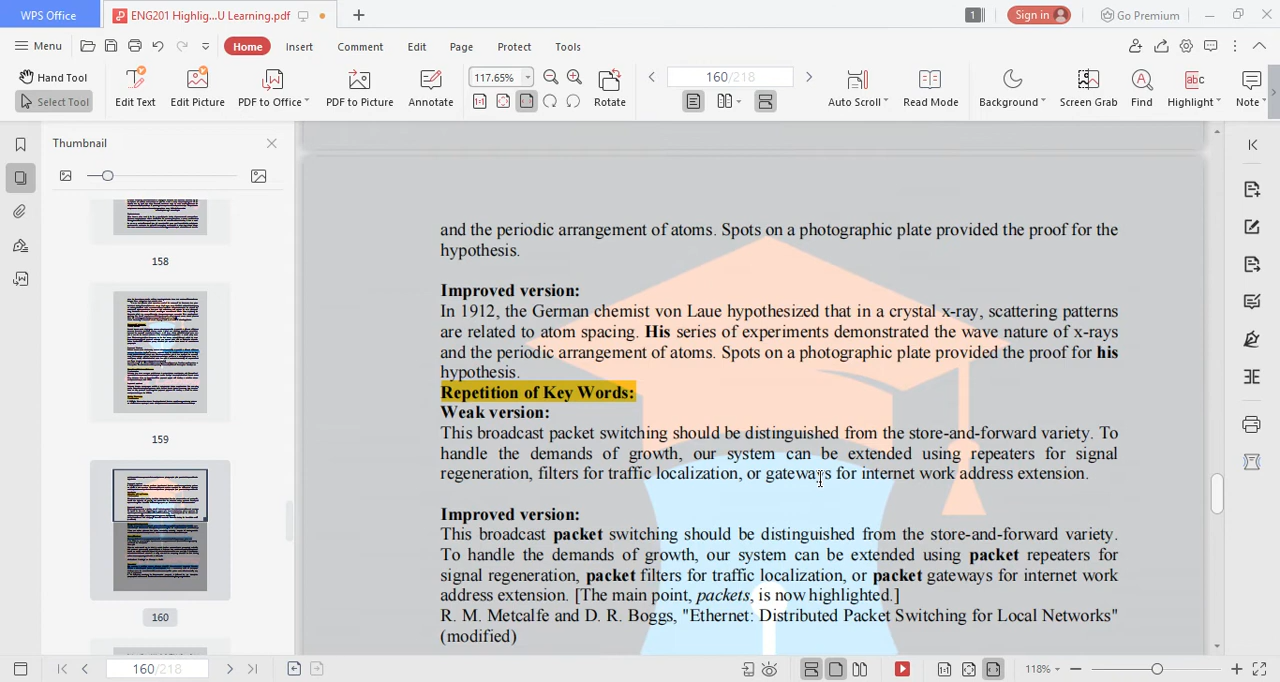 WPS Office
ENG201 Highlig...U Learning.pdf
1
Sign in
Go Premium
Menu
Home
Insert
Comment
Edit
Page
Protect
Tools
Hand Tool
Select Tool
Edit Text
Edit Picture
PDF to Office
PDF to Picture
Annotate
117.65%
Rotate
160/218
Auto Scroll
Read Mode
Background
Screen Grab
Find
Highlight
Note
Thumbnail
158
159
160
and the periodic arrangement of atoms. Spots on a photographic plate provided the proof for the
hypothesis.
Improved version:
In 1912, the German chemist von Laue hypothesized that in a crystal x-ray, scattering patterns
are related to atom spacing. His series of experiments demonstrated the wave nature of x-rays
and the periodic arrangement of atoms. Spots on a photographic plate provided the proof for his
hypothesis.
Repetition of Key Words:
Weak version:
This broadcast packet switching should be distinguished from the store-and-forward variety. To
handle the demands of growth, our system can be extended using repeaters for signal
regeneration, filters for traffic localization, or gateways for internet work address extension.
Improved version:
This broadcast packet switching should be distinguished from the store-and-forward variety.
To handle the demands of growth, our system can be extended using packet repeaters for
signal regeneration, packet filters for traffic localization, or packet gateways for internet work
address extension. [The main point, packets, is now highlighted.]
R. M. Metcalfe and D. R. Boggs, "Ethernet: Distributed Packet Switching for Local Networks"
(modified)
160/218
118%